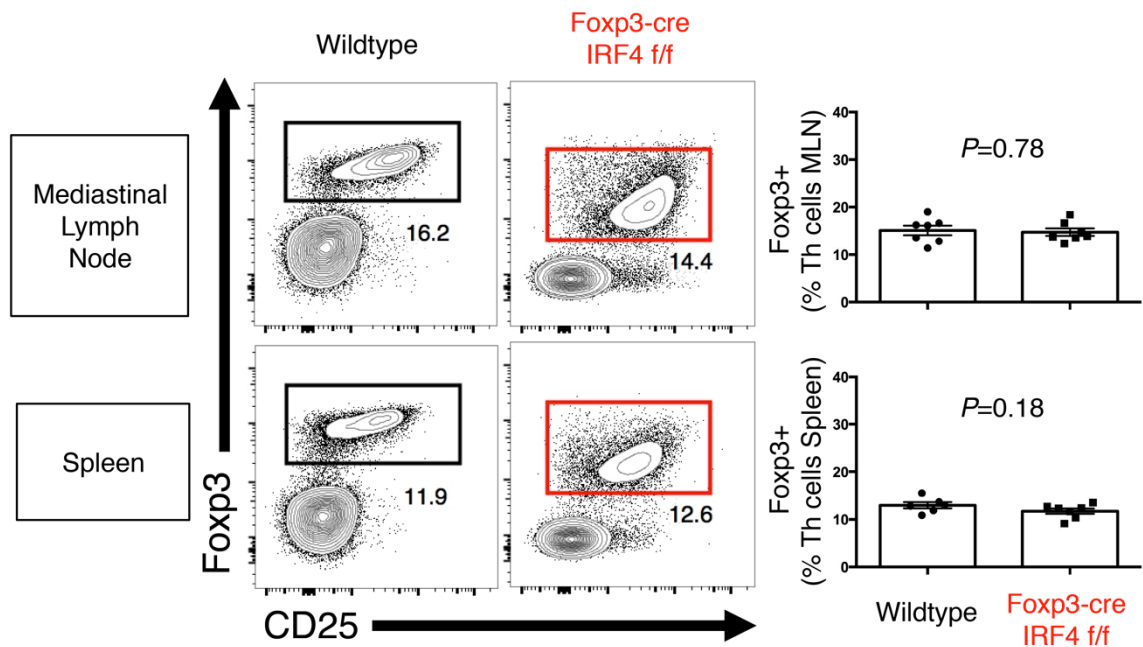 Wildtype
Foxp3-cre
IRF4 f/f
Mediastinal
Lymph
Node
Spleen
Foxp3
CD25
16.2
14.4
11.9
12.6
Foxp3+
(% Th cells MLN)
40
30
20
10
0
P=0.78
Foxp3+
(% Th cells Spleen)
40
30
20
10
0
P=0.18
Wildtype
Foxp3-cre
IRF4 f/f